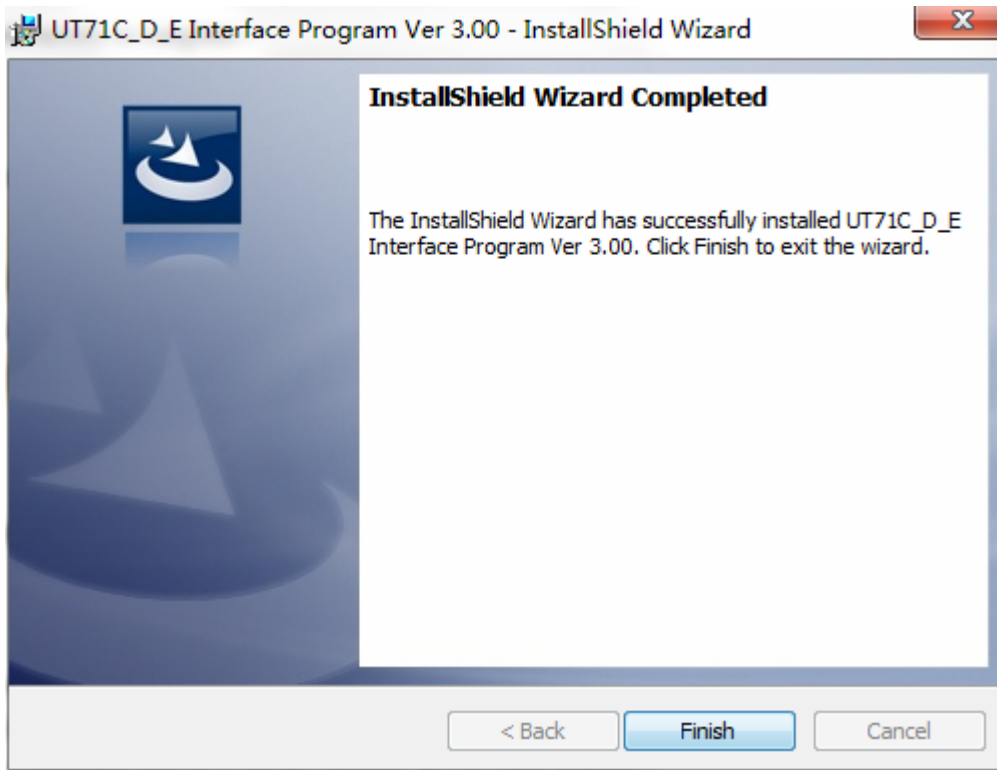 UT71C_D_E Interface Program Ver 3.00 - InstallShield Wizard
InstallShield Wizard Completed
The InstallShield Wizard has successfully installed UT71C_D_E
Interface Program Ver 3.00. Click Finish to exit the wizard.
< Back
Finish
Cancel